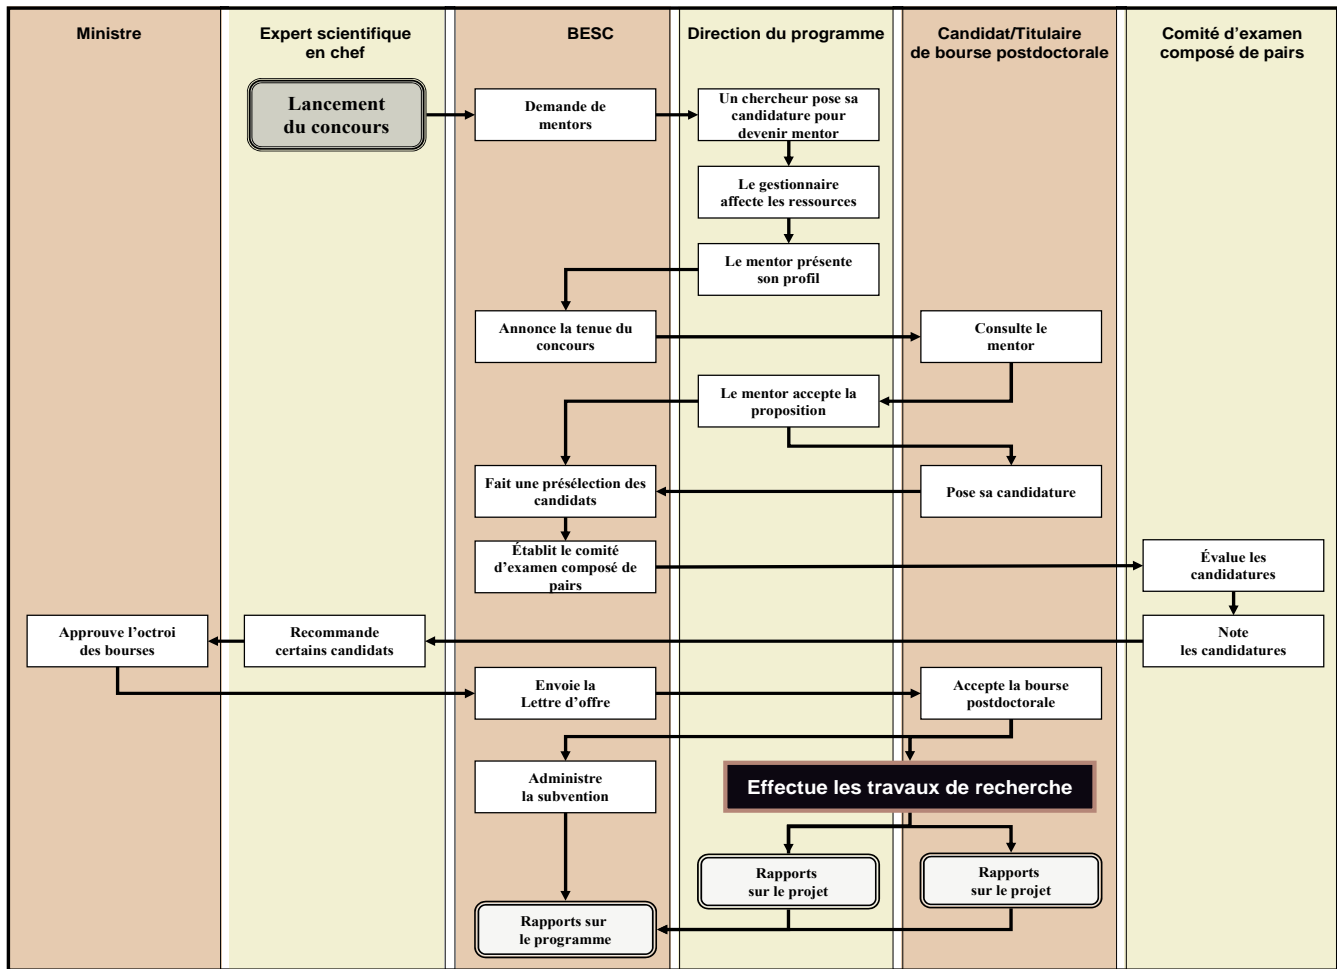 Ministre
Expert scientifique
en chef
BESC
Direction du programme
Candidat/Titulaire
de bourse postdoctorale
Comité d’examen
composé de pairs
Lancement
du concours
Demande de
mentors
Un chercheur pose sa
candidature pour
devenir mentor
Le gestionnaire
affecte les ressources
Le mentor présente
son profil
Annonce la tenue du
concours
Consulte le
mentor
Le mentor accepte la
proposition
Fait une présélection des
candidats
Pose sa candidature
Établit le comité
d’examen composé de
pairs
Évalue les
candidatures
Approuve l’octroi
des bourses
Recommande
certains candidats
Note
les candidatures
Envoie la
Lettre d’offre
Accepte la bourse
postdoctorale
Administre
la subvention
Effectue les travaux de recherche
Rapports
sur le projet
Rapports
sur le projet
Rapports sur
le programme